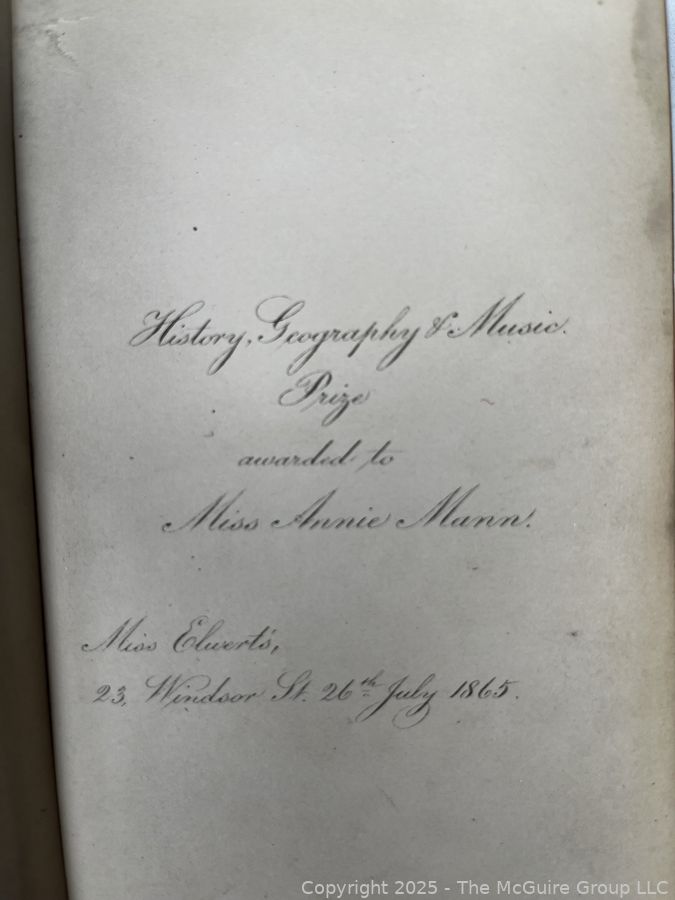 History, Geography & Music.
Prize
awarded to
Miss Annie Mann.
Miss Elwert's,
23, Windsor St. 26th July 1865.
Copyright 2025 - The McGuire Group LLC